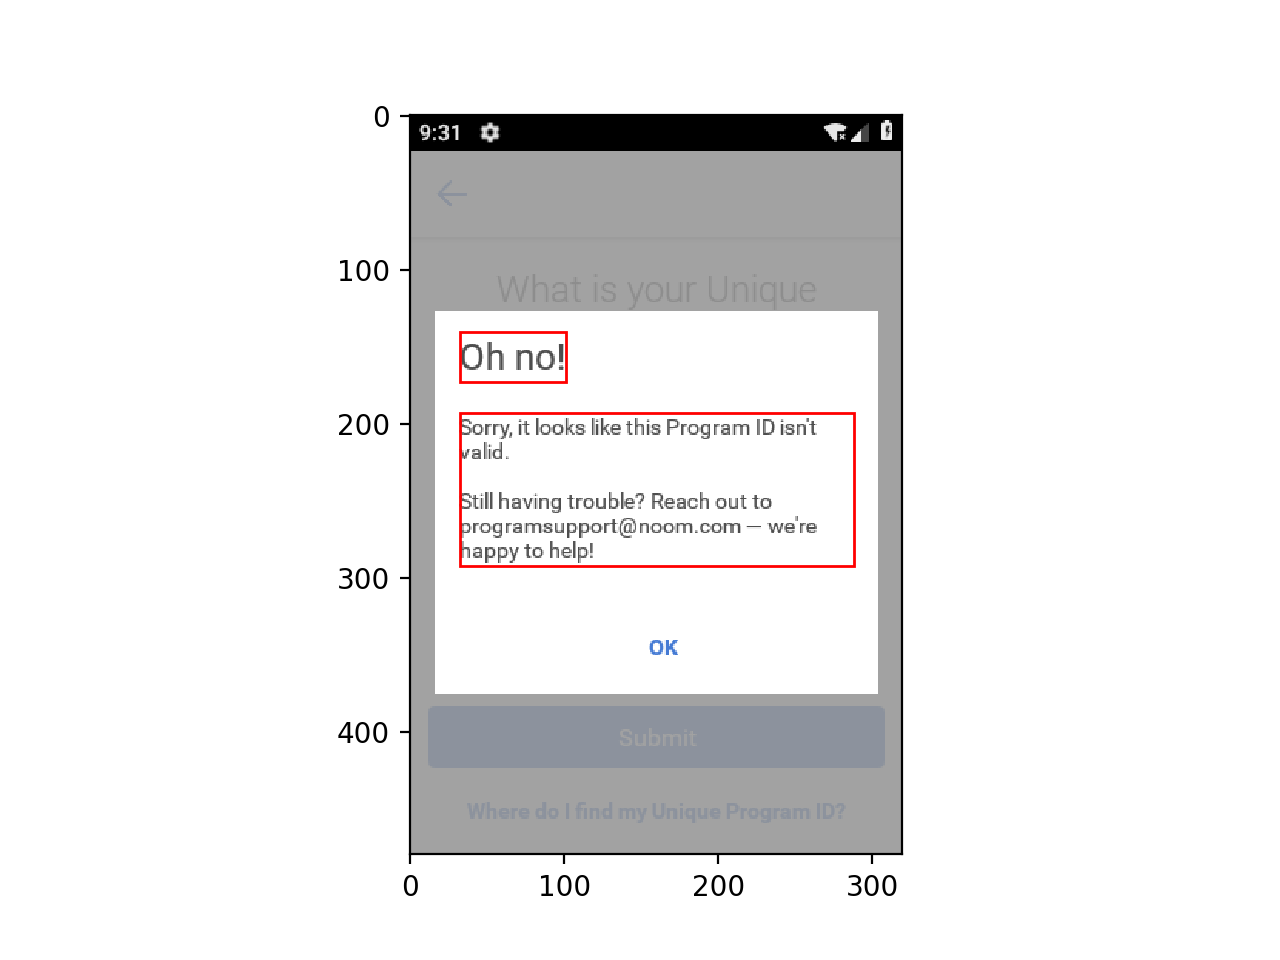 0
9:31
100
What is your Unique
Oh no!
200
Sorry, it looks like this Program ID isn't
valid.
Still having trouble? Reach out to
programsupport@noom.com — we're
happy to help!
300
OK
400
Submit
Where do I find my Unique Program ID?
0 100 200 300